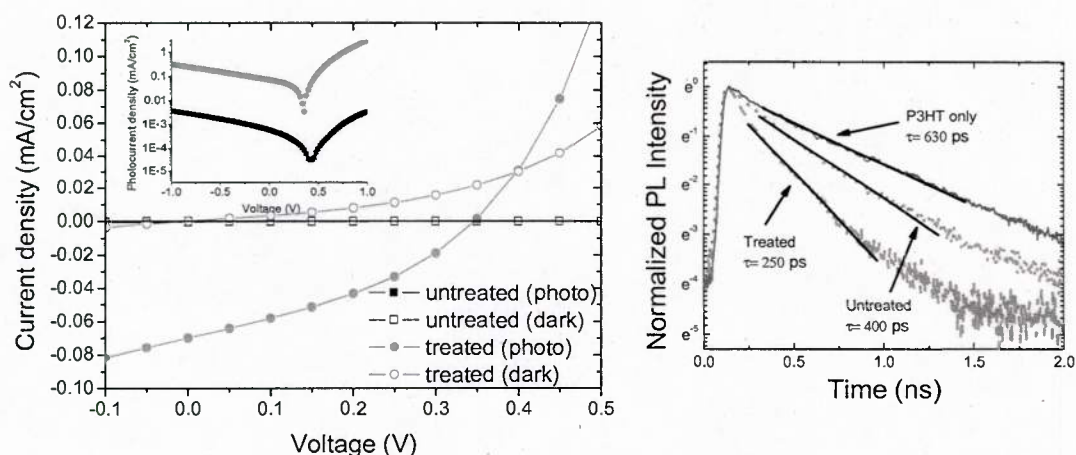 0.12
0.10
0.08
0.06
0.04
0.02
0.00
-0.02
-0.04
-0.06
-0.08
-0.10
Current density (mA/cm²)
-0.1 0.0 0.1 0.2 0.3 0.4 0.5
Voltage (V)
Photocurrent density (mA/cm²)
1
0.1
0.01
1E-3
1E-4
1E-5
-1.0 -0.5 0.0 0.5 1.0
Voltage (V)
untreated (photo)
untreated (dark)
treated (photo)
treated (dark)
Normalized PL Intensity
e⁰
e⁻¹
e⁻²
e⁻³
e⁻⁴
e⁻⁵
P3HT only
τ= 630 ps
Treated
τ= 250 ps
Untreated
τ= 400 ps
0.0 0.5 1.0 1.5 2.0
Time (ns)